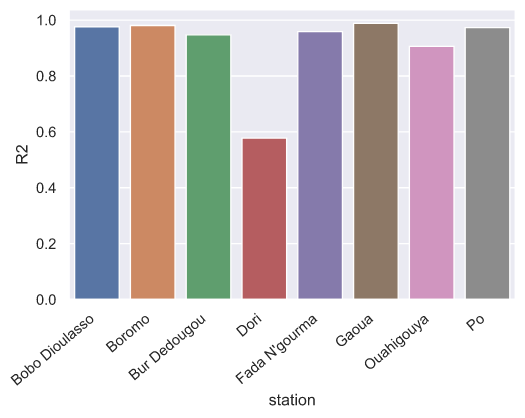 1.0
0.8
0.6
0.4
0.2
0.0
R2
Bobo Dioulasso
Boromo
Bur Dedougou
Dori
Fada N'gourma
Gaoua
Ouahigouya
Po
station